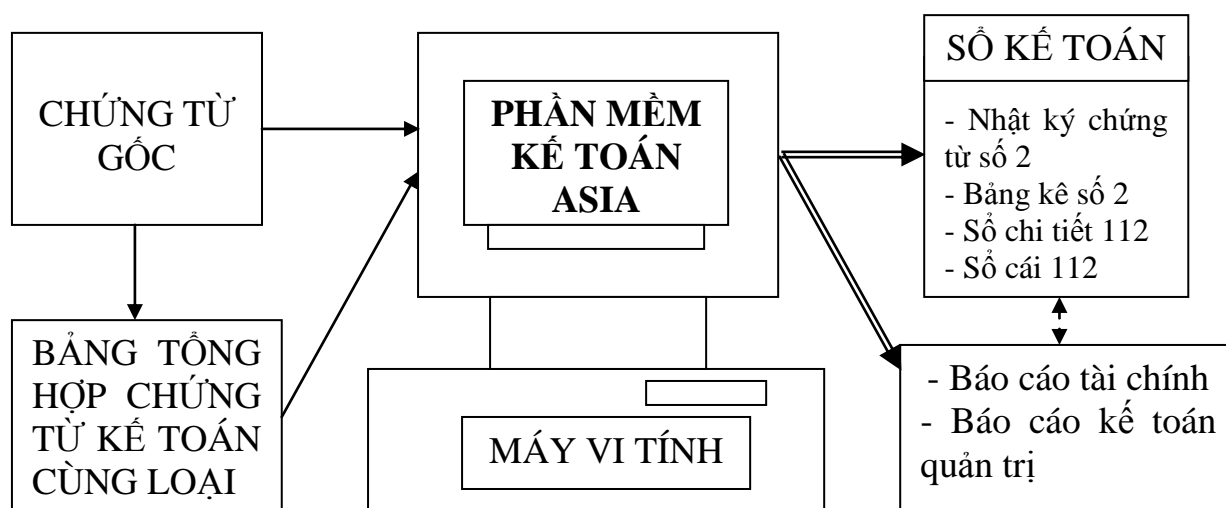 CHỨNG TỪ
GỐC
BẢNG TỔNG
HỢP CHỨNG
TỪ KẾ TOÁN
CÙNG LOẠI
PHẦN MỀM
KẾ TOÁN
ASIA
MÁY VI TÍNH
SỔ KẾ TOÁN
- Nhật ký chứng
từ số 2
- Bảng kê số 2
- Sổ chi tiết 112
- Sổ cái 112
- Báo cáo tài chính
- Báo cáo kế toán
quản trị